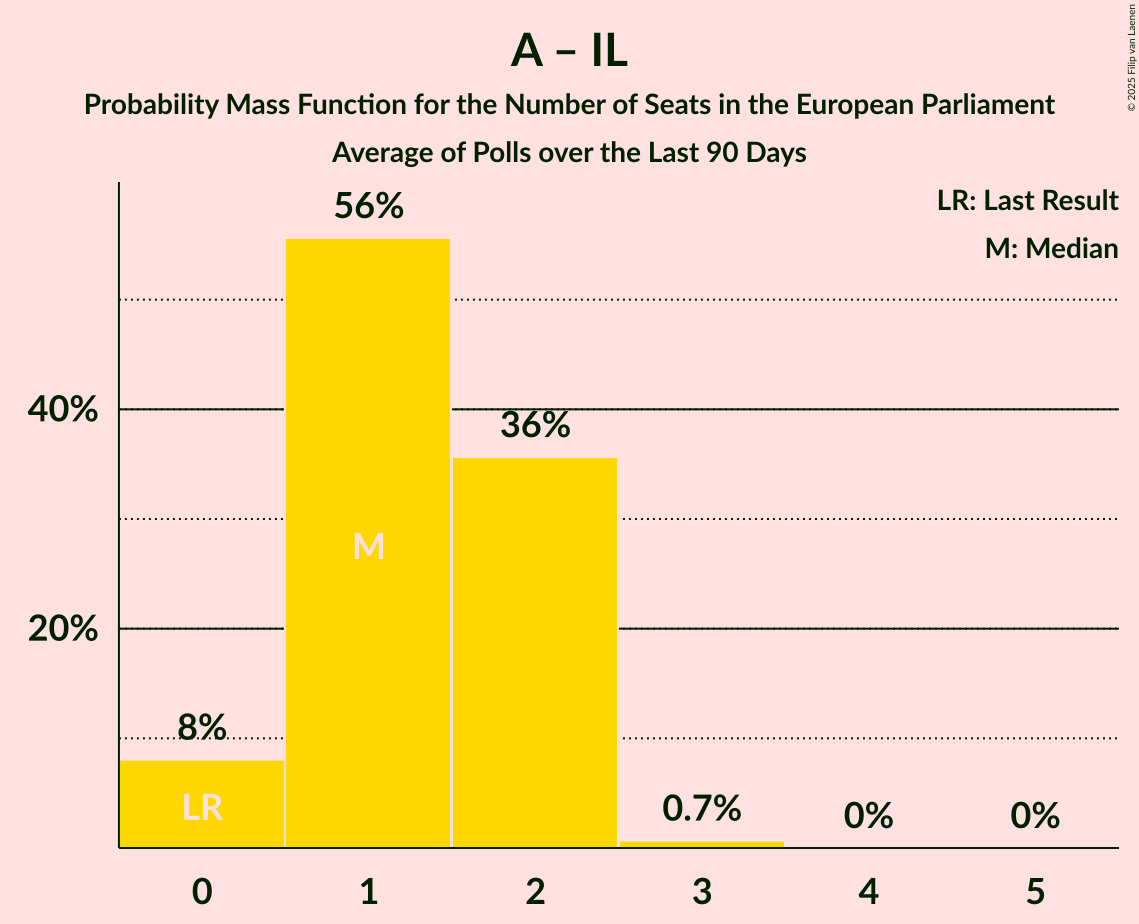 A – IL
Probability Mass Function for the Number of Seats in the European Parliament
Average of Polls over the Last 90 Days
© 2025 Filip van Laenen
LR: Last Result
M: Median
56%
40%
36%
M
20%
8%
LR
0.7%
0%
0%
0 1 2 3 4 5